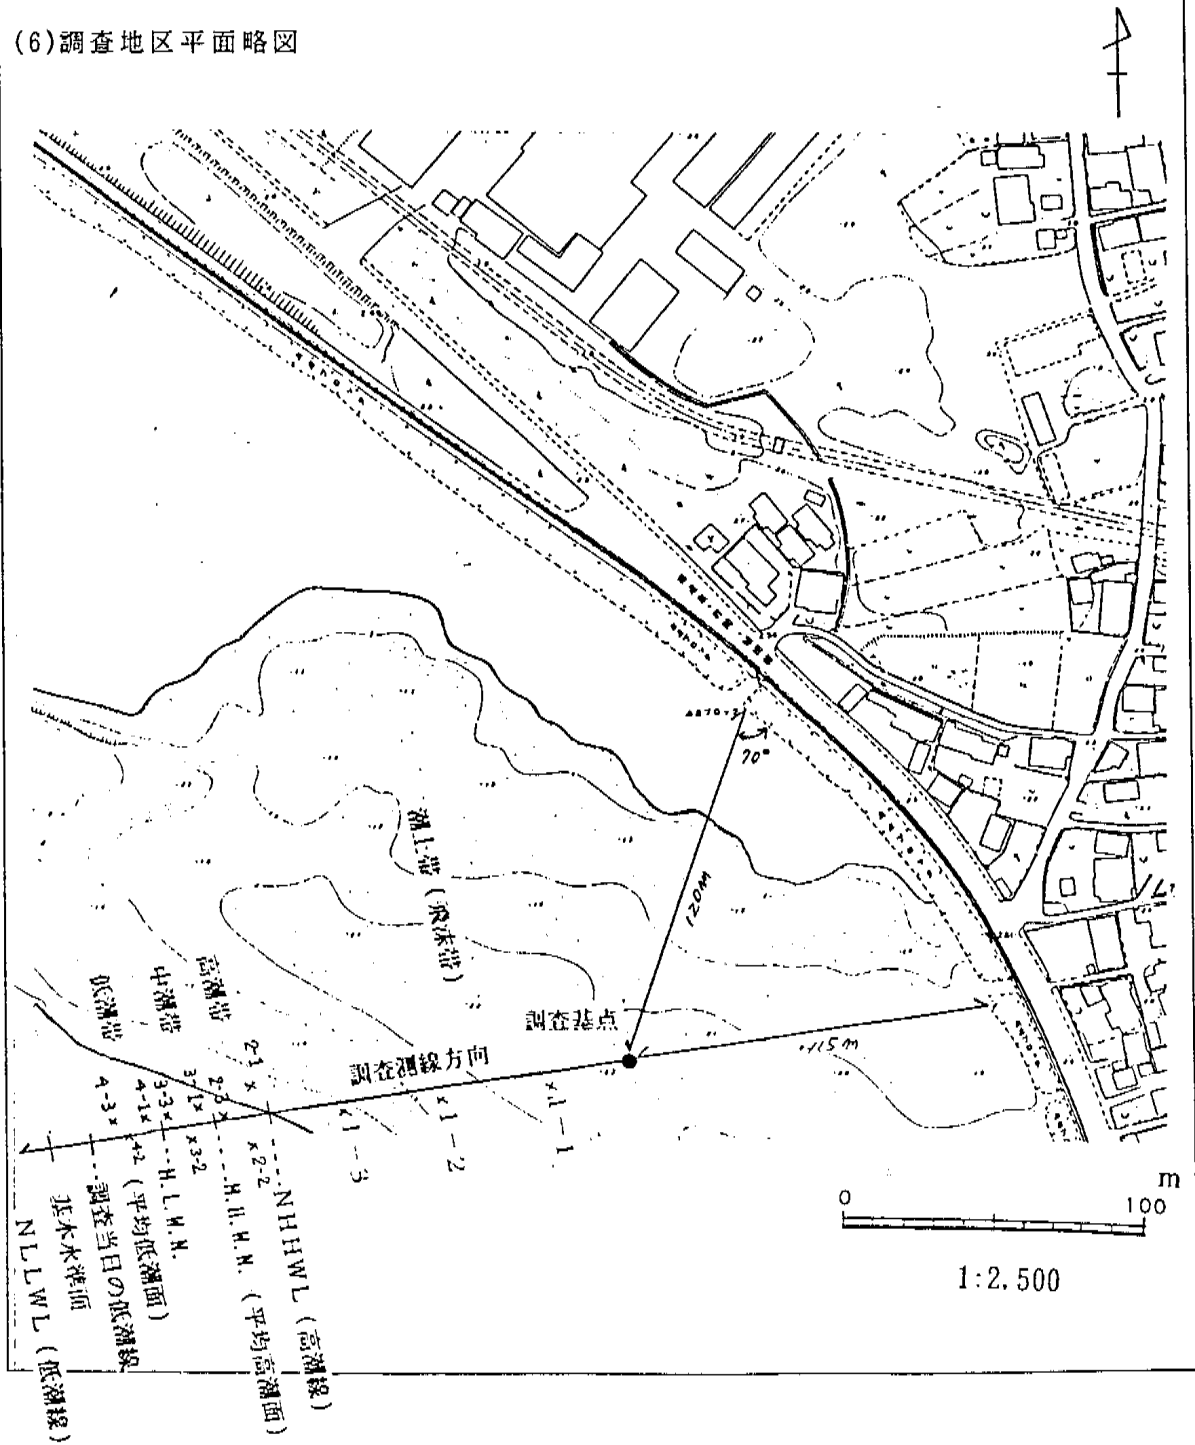 (6)調査地区平面略図
70°
120M
115m
潮上帯(飛沫帯)
高潮帯
中潮帯
低潮帯
調査基点
調査測線方向
×1-1
×1-2
×1-3
×2-2
2-3×
3-1×
×3-2
3-3×
4-1×
×4-2
4-3×
NHHWL(高潮線)
M.H.W.N.(平均高潮面)
(平均低潮面)
調査当日の低潮線
基本水準面
NLLWL(低潮線)
m
0
100
1:2,500